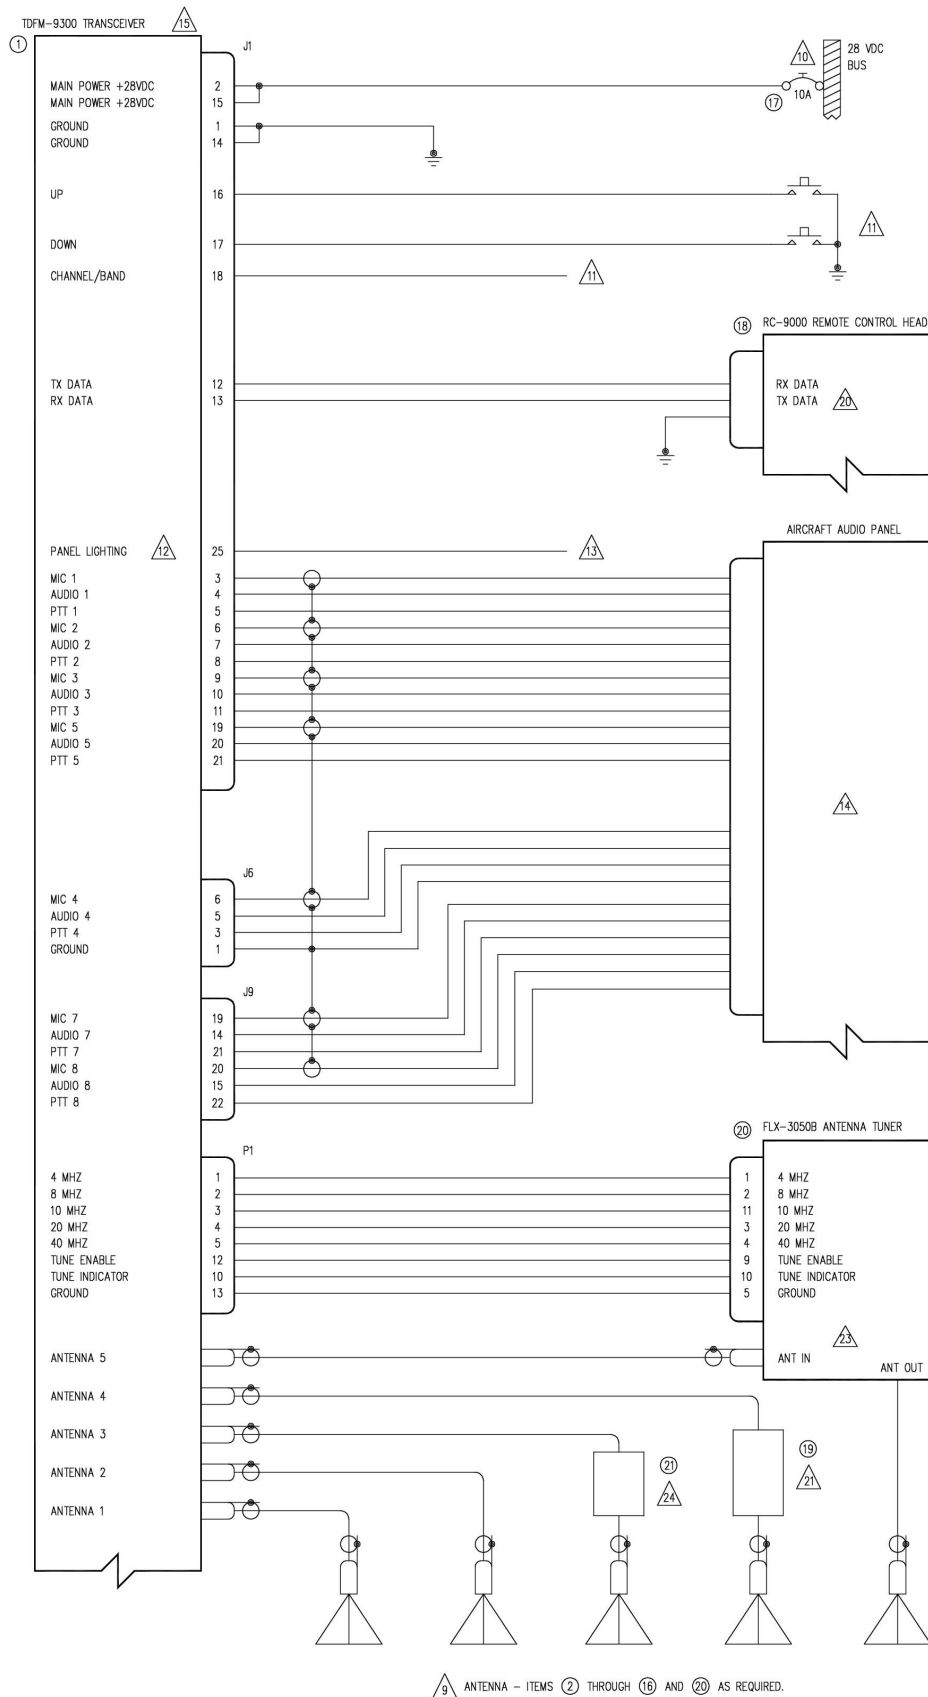 TDFM-9300 TRANSCEIVER 15
1
J1
28 VDC
BUS
10
10A
17
MAIN POWER +28VDC 2
MAIN POWER +28VDC 15
GROUND 1
GROUND 14
UP 16
DOWN 17
11
CHANNEL/BAND 18 11
18 RC-9000 REMOTE CONTROL HEAD
TX DATA 12 RX DATA
RX DATA 13 TX DATA 20
AIRCRAFT AUDIO PANEL
PANEL LIGHTING 12 25 13
MIC 1 3
AUDIO 1 4
PTT 1 5
MIC 2 6
AUDIO 2 7
PTT 2 8
MIC 3 9
AUDIO 3 10
PTT 3 11
MIC 5 19
AUDIO 5 20
PTT 5 21
14
J6
MIC 4 6
AUDIO 4 5
PTT 4 3
GROUND 1
J9
MIC 7 19
AUDIO 7 14
PTT 7 21
MIC 8 20
AUDIO 8 15
PTT 8 22
20 FLX-3050B ANTENNA TUNER
P1
4 MHZ 1 1 4 MHZ
8 MHZ 2 2 8 MHZ
10 MHZ 3 11 10 MHZ
20 MHZ 4 3 20 MHZ
40 MHZ 5 4 40 MHZ
TUNE ENABLE 12 9 TUNE ENABLE
TUNE INDICATOR 10 10 TUNE INDICATOR
GROUND 13 5 GROUND
23
ANTENNA 5 ANT IN
ANT OUT
ANTENNA 4
ANTENNA 3
19
21
21
24
ANTENNA 2
ANTENNA 1
9 ANTENNA - ITEMS 2 THROUGH 16 AND 20 AS REQUIRED.